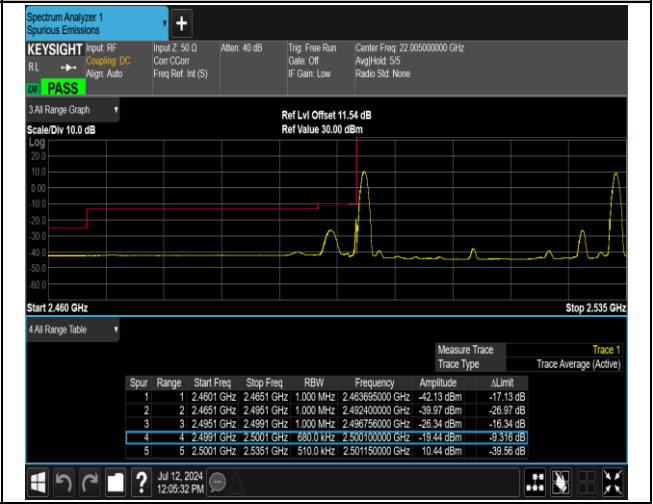 Spectrum Analyzer 1
Spurious Emissions
+
KEYSIGHT Input: RF Input Z: 50 Ω Atten: 40 dB Trig: Free Run Center Freq: 22.005000000 GHz
RL Coupling: DC Corr CCorr Gate: Off Avg|Hold: 5/5
Align: Auto Freq Ref: Int (S) IF Gain: Low Radio Std: None
LXI PASS
3 All Range Graph
Ref Lvl Offset 11.54 dB
Scale/Div 10.0 dB Ref Value 30.00 dBm
Log
20.0
10.0
0.00
-10.0
-20.0
-30.0
-40.0
-50.0
-60.0
Start 2.460 GHz Stop 2.535 GHz
4 All Range Table
Measure Trace Trace 1
Trace Type Trace Average (Active)
Spur Range Start Freq Stop Freq RBW Frequency Amplitude ΔLimit
1 1 2.4601 GHz 2.4651 GHz 1.000 MHz 2.463695000 GHz -42.13 dBm -17.13 dB
2 2 2.4651 GHz 2.4951 GHz 1.000 MHz 2.492400000 GHz -39.97 dBm -26.97 dB
3 3 2.4951 GHz 2.4991 GHz 1.000 MHz 2.496756000 GHz -26.34 dBm -16.34 dB
4 4 2.4991 GHz 2.5001 GHz 680.0 kHz 2.500100000 GHz -19.44 dBm -9.316 dB
5 5 2.5001 GHz 2.5351 GHz 510.0 kHz 2.501150000 GHz 10.44 dBm -39.56 dB
? Jul 12, 2024
12:05:32 PM